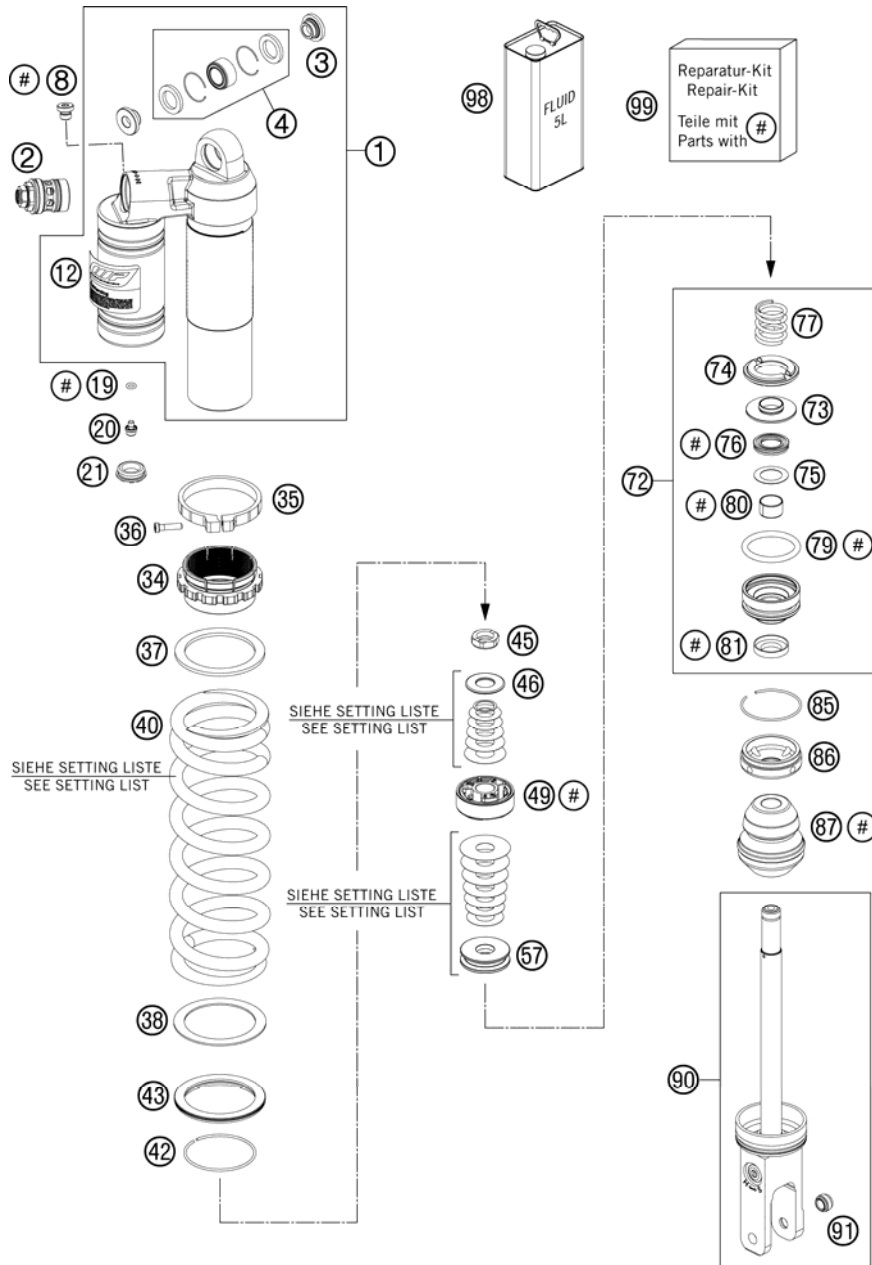 # 8
2
3
4
1
12
WP
# 19
20
21
98
FLUID
5L
99
Reparatur-Kit
Repair-Kit
Teile mit
Parts with #
35
36
34
37
40
SIEHE SETTING LISTE
SEE SETTING LIST
38
43
42
45
46
SIEHE SETTING LISTE
SEE SETTING LIST
49 #
SIEHE SETTING LISTE
SEE SETTING LIST
57
72
77
74
73
# 76
75
# 80
79 #
# 81
85
86
87 #
90
91